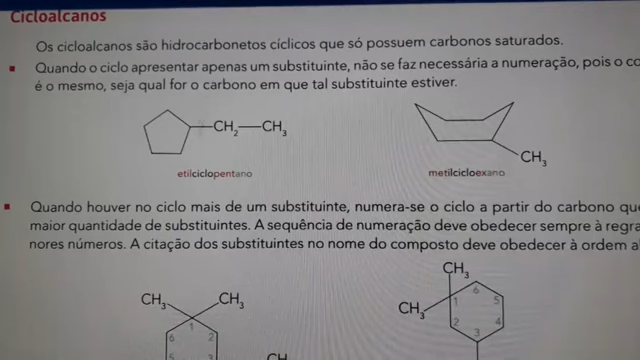 Cicloalcanos
Os cicloalcanos são hidrocarbonetos cíclicos que só possuem carbonos saturados.
Quando o ciclo apresentar apenas um substituinte, não se faz necessária a numeração, pois o
é o mesmo, seja qual for o carbono em que tal substituinte estiver.
CH2—CH3
CH3
etilciclopentano
metilcicloexano
Quando houver no ciclo mais de um substituinte, numera-se o ciclo a partir do carbono que
maior quantidade de substituintes. A sequência de numeração deve obedecer sempre à regra
nores números. A citação dos substituintes no nome do composto deve obedecer à ordem
CH3
CH3
CH3
CH3
1
6
2
5
3
CH
6
1
5
2
4
3